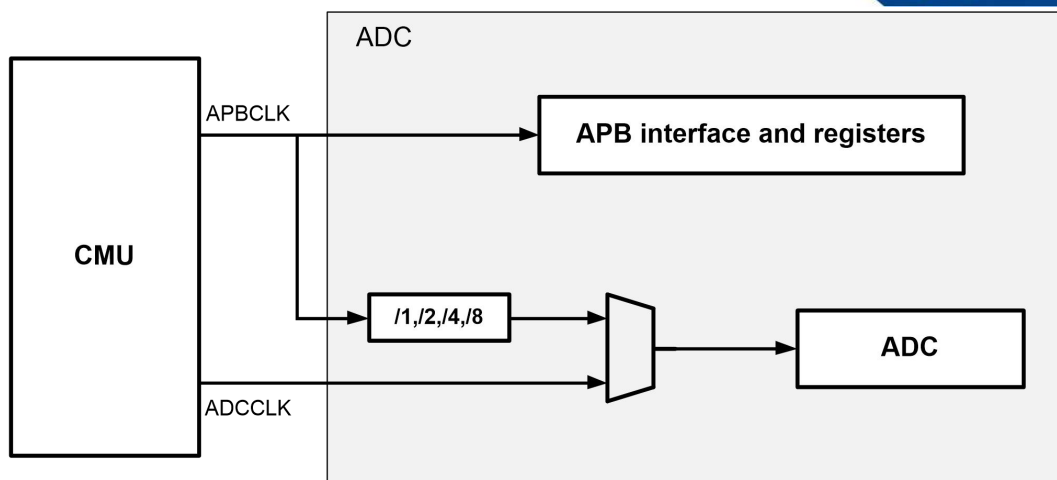 ADC
APBCLK
APB interface and registers
CMU
/1,/2,/4,/8
ADC
ADCCLK